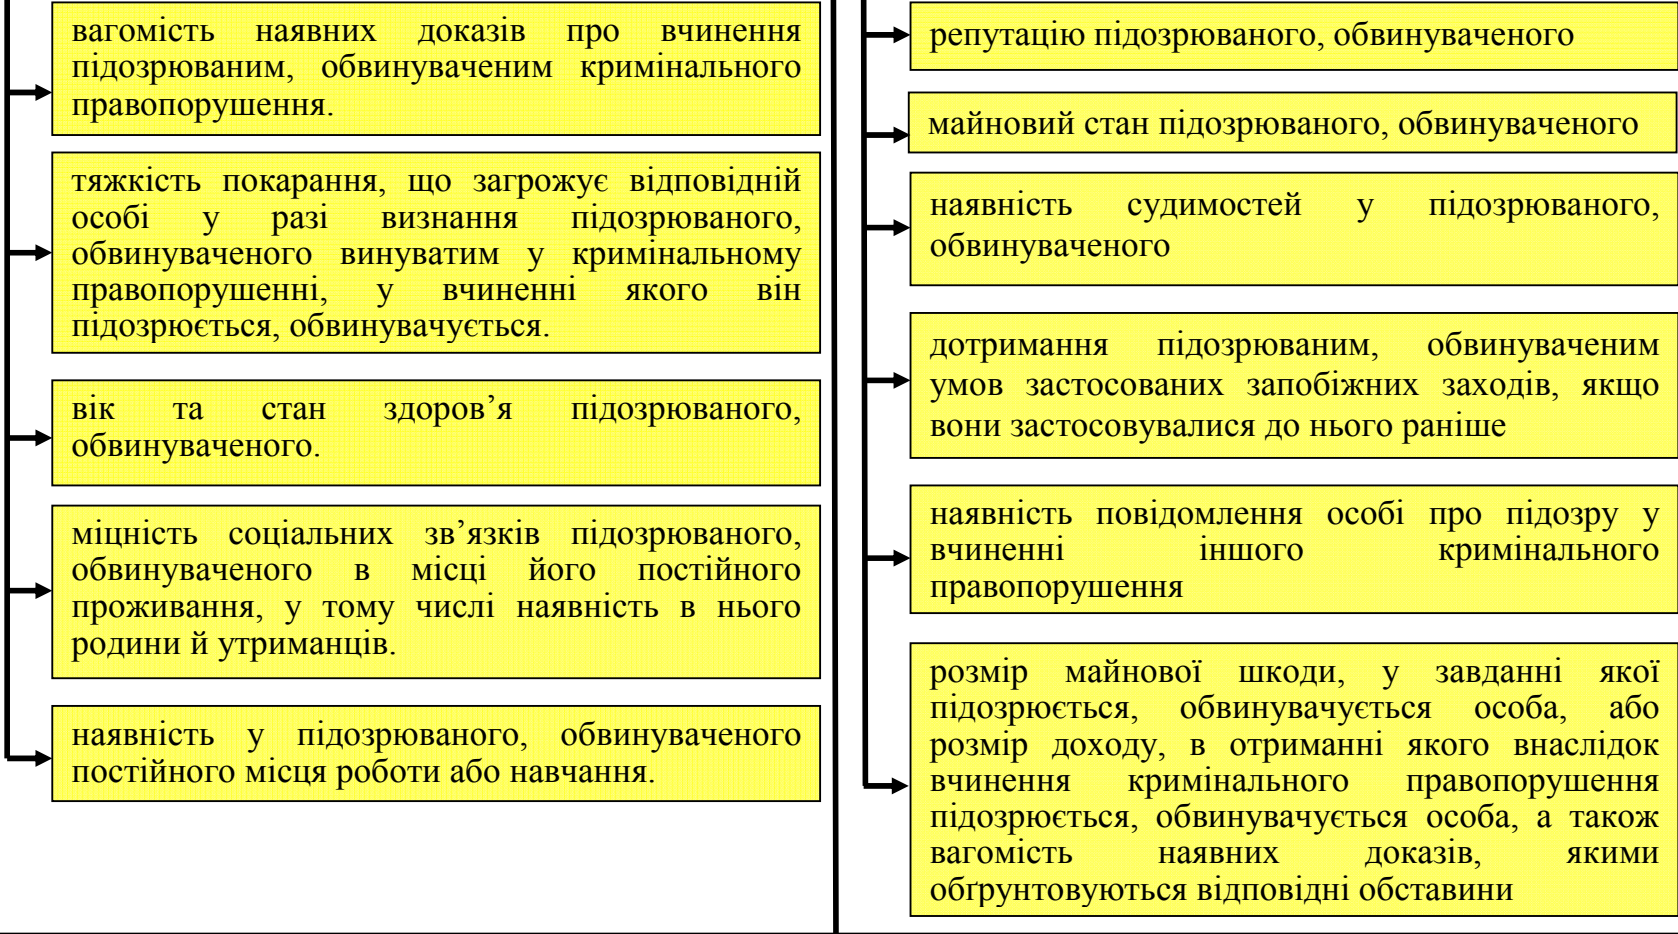 вагомість наявних доказів про вчинення
підозрюваним, обвинуваченим кримінального
правопорушення.
тяжкість покарання, що загрожує відповідній
особі у разі визнання підозрюваного,
обвинуваченого винуватим у кримінальному
правопорушенні, у вчиненні якого він
підозрюється, обвинувачується.
вік та стан здоров’я підозрюваного,
обвинуваченого.
міцність соціальних зв’язків підозрюваного,
обвинуваченого в місці його постійного
проживання, у тому числі наявність в нього
родини й утриманців.
наявність у підозрюваного, обвинуваченого
постійного місця роботи або навчання.
репутацію підозрюваного, обвинуваченого
майновий стан підозрюваного, обвинуваченого
наявність судимостей у підозрюваного,
обвинуваченого
дотримання підозрюваним, обвинуваченим
умов застосованих запобіжних заходів, якщо
вони застосовувалися до нього раніше
наявність повідомлення особі про підозру у
вчиненні іншого кримінального
правопорушення
розмір майнової шкоди, у завданні якої
підозрюється, обвинувачується особа, або
розмір доходу, в отриманні якого внаслідок
вчинення кримінального правопорушення
підозрюється, обвинувачується особа, а також
вагомість наявних доказів, якими
обґрунтовуються відповідні обставини